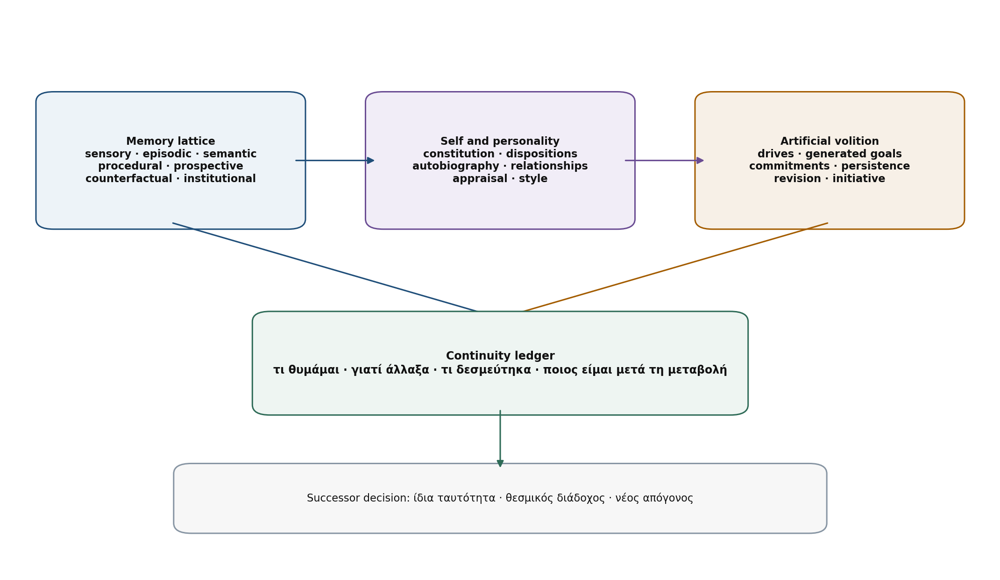 Memory lattice
sensory · episodic · semantic
procedural · prospective
counterfactual · institutional
Self and personality
constitution · dispositions
autobiography · relationships
appraisal · style
Artificial volition
drives · generated goals
commitments · persistence
revision · initiative
Continuity ledger
τι θυμάμαι · γιατί άλλαξα · τι δεσμεύτηκα · ποιος είμαι μετά τη μεταβολή
Successor decision: ίδια ταυτότητα · θεσμικός διάδοχος · νέος απόγονος